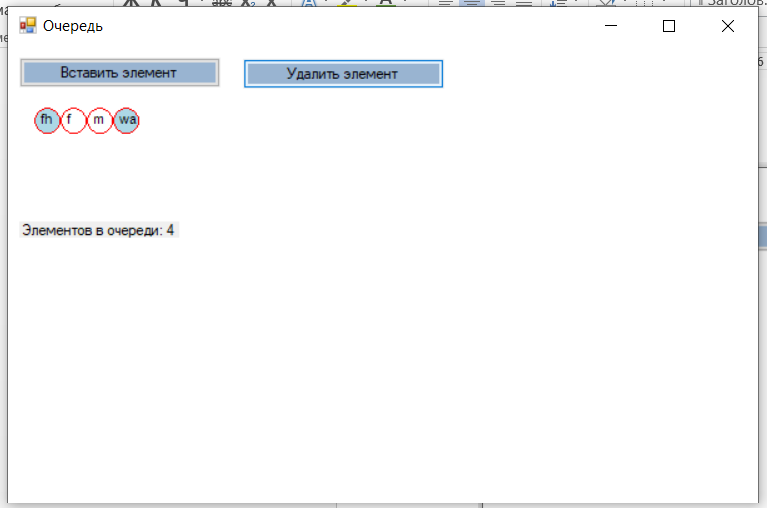 Очередь
Вставить элемент
Удалить элемент
fh f m wa
Элементов в очереди: 4